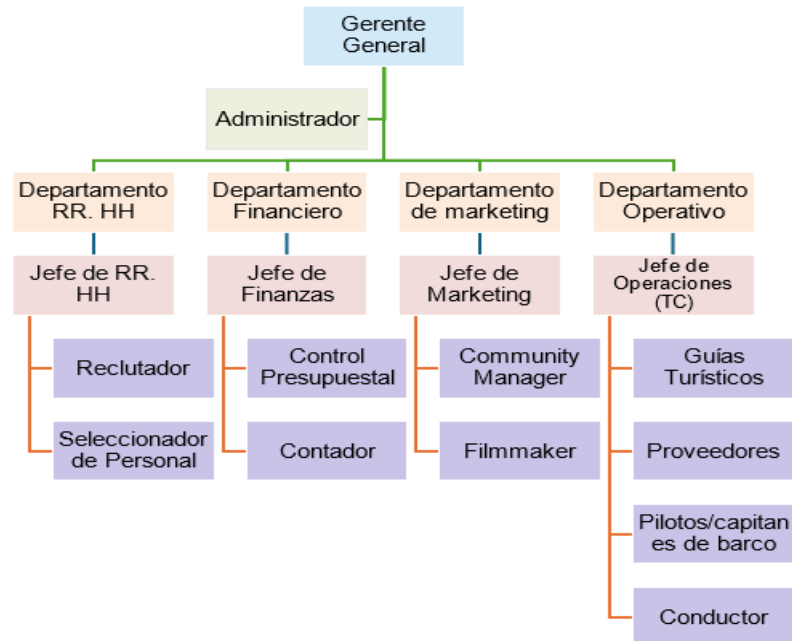 Gerente
General
Administrador
Departamento
RR. HH
Departamento
Financiero
Departamento
de marketing
Departamento
Operativo
Jefe de RR.
HH
Jefe de
Finanzas
Jefe de
Marketing
Jefe de
Operaciones
(TC)
Reclutador
Control
Presupuestal
Community
Manager
Guías
Turísticos
Seleccionador
de Personal
Contador
Filmmaker
Proveedores
Pilotos/capitan
es de barco
Conductor